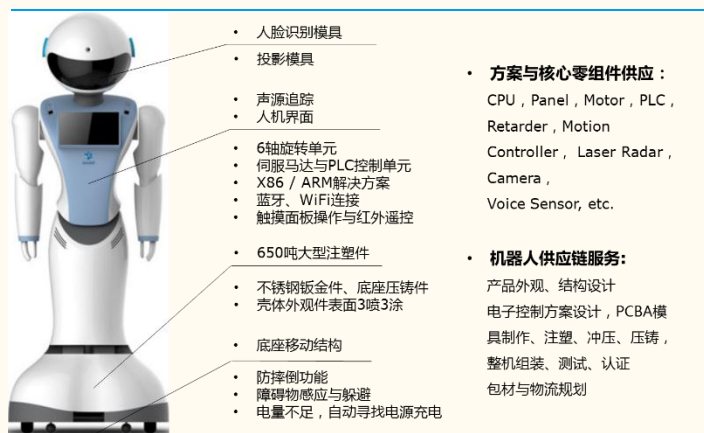 人脸识别模具
投影模具
声源追踪
人机界面
6轴旋转单元
伺服马达与PLC控制单元
X86 / ARM解决方案
蓝牙、WiFi连接
触摸面板操作与红外遥控
650吨大型注塑件
不锈钢钣金件、底座压铸件
壳体外观件表面3喷3涂
底座移动结构
防摔倒功能
障碍物感应与躲避
电量不足，自动寻找电源充电
方案与核心零组件供应：
CPU，Panel，Motor，PLC，
Retarder，Motion
Controller， Laser Radar，
Camera，
Voice Sensor, etc.
机器人供应链服务:
产品外观、结构设计
电子控制方案设计，PCBA模
具制作、注塑、冲压、压铸，
整机组装、测试、认证
包材与物流规划